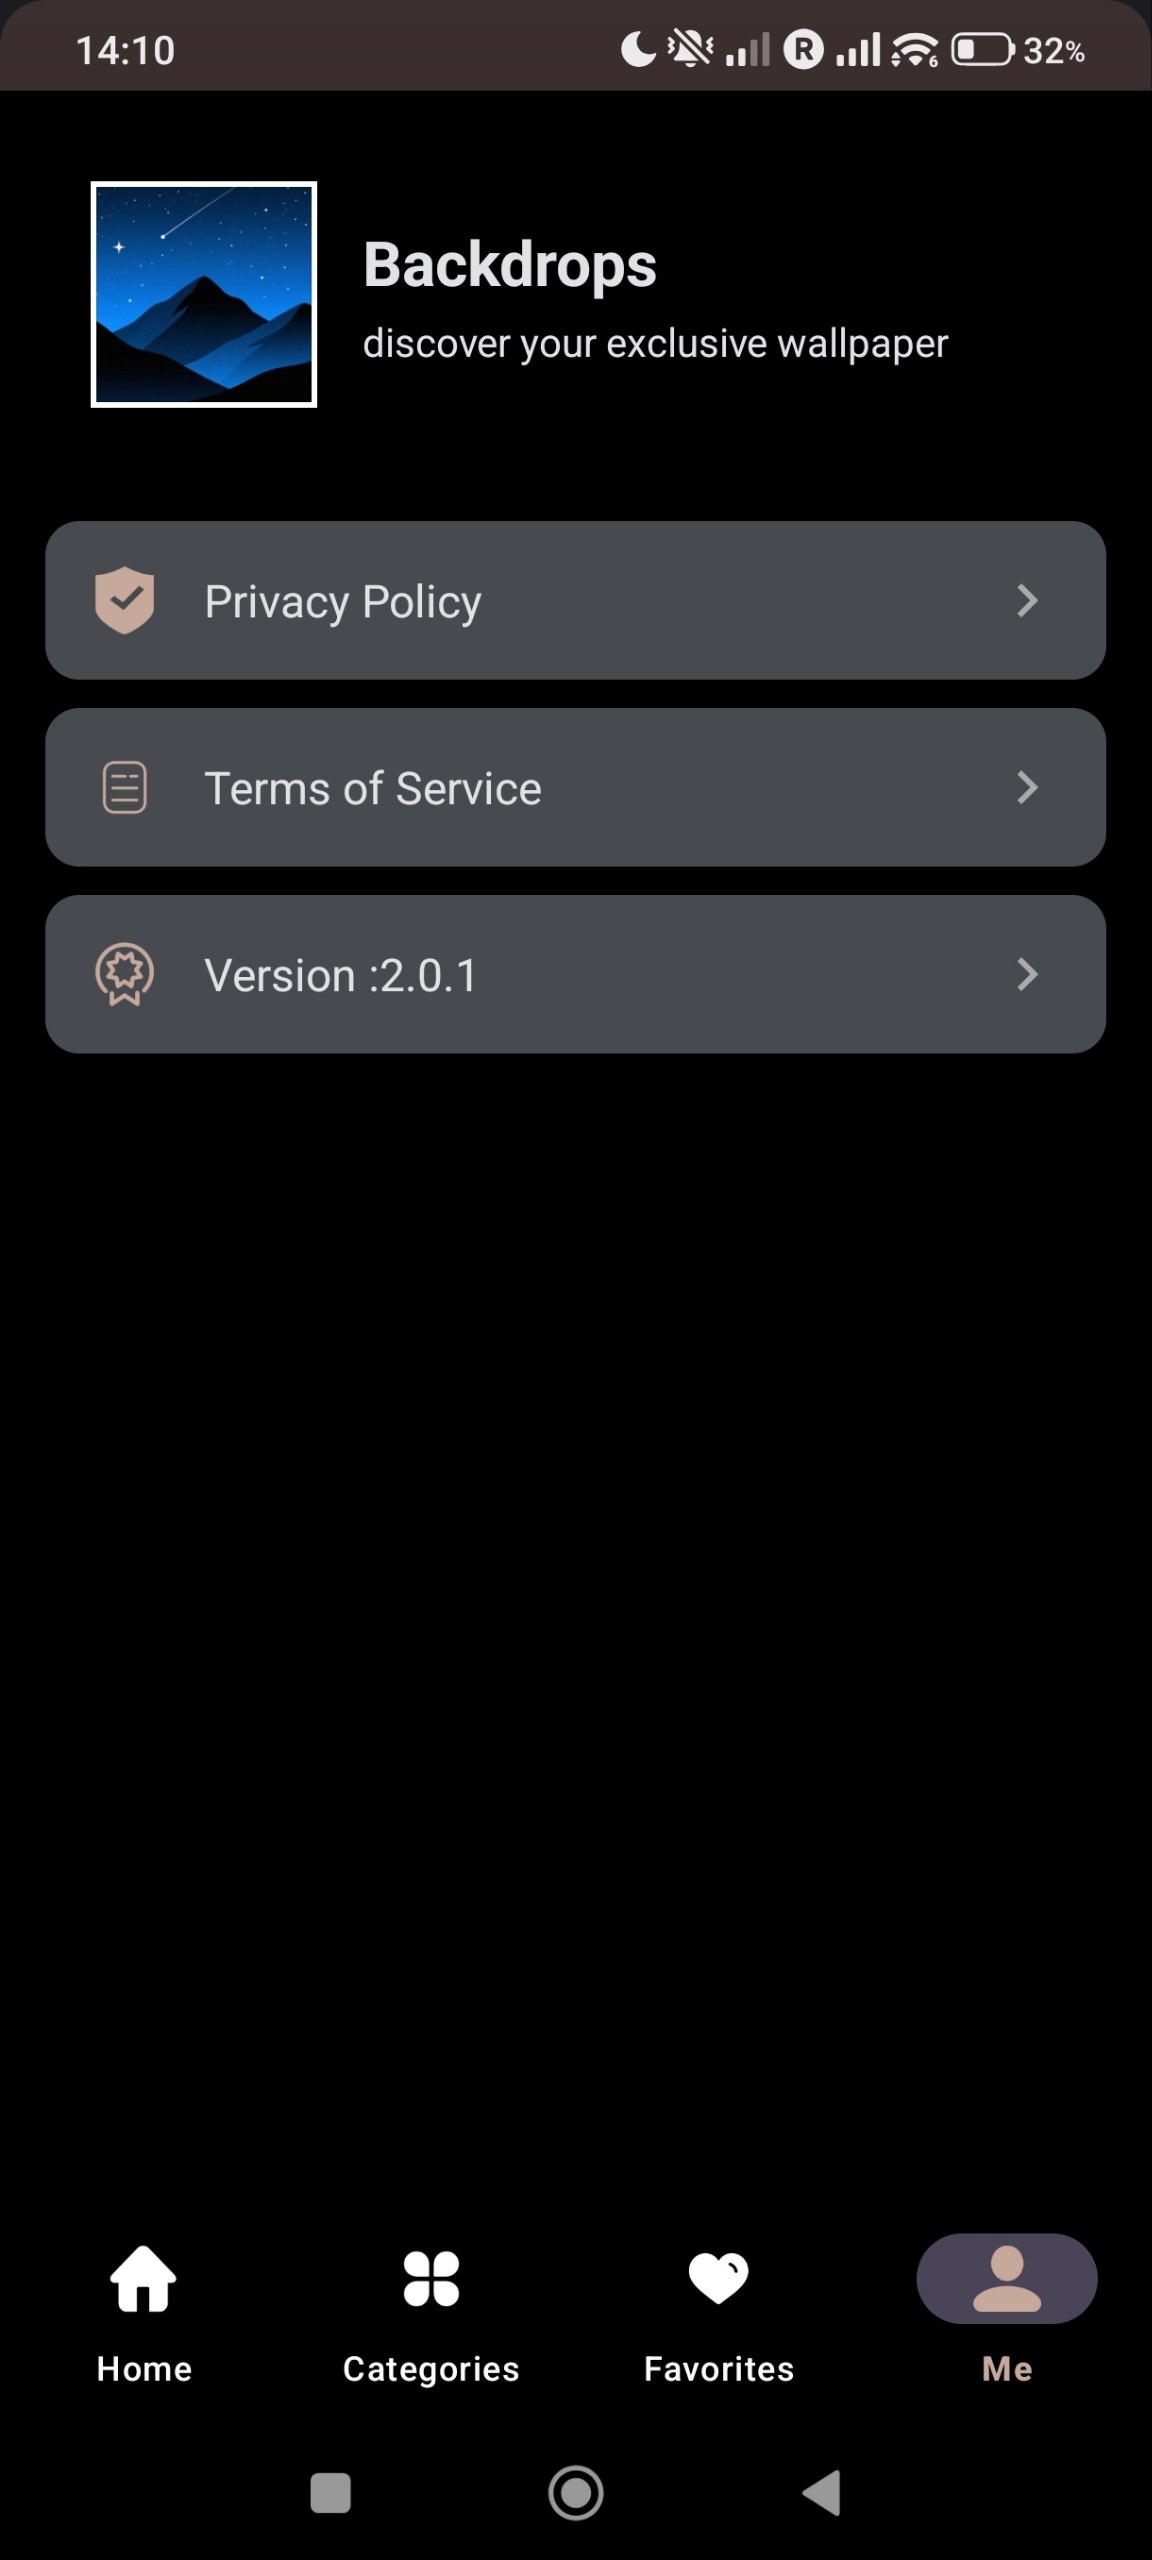 14:10
R
6
32%
Backdrops
discover your exclusive wallpaper
Privacy Policy
Terms of Service
Version :2.0.1
Home
Categories
Favorites
Me